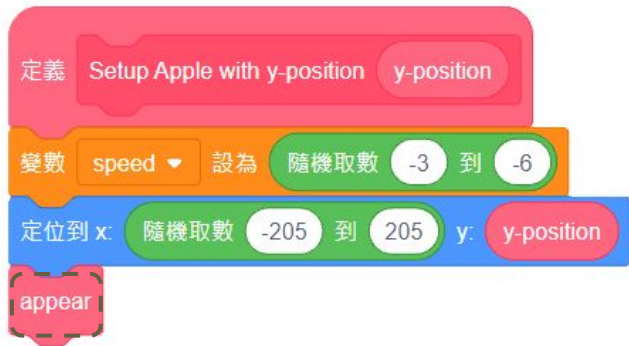 定義 Setup Apple with y-position y-position
變數 speed 設為 隨機取數 -3 到 -6
定位到 x: 隨機取數 -205 到 205 y: y-position
appear